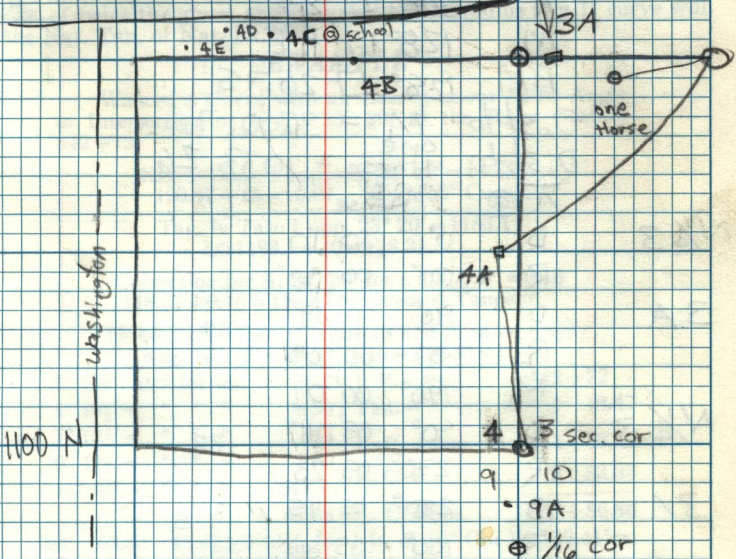 3A
4D
4C @ school
4E
4B
one
Horse
4A
Washington
4 3 sec. cor
1100 N
9 10
9A
1/16 cor